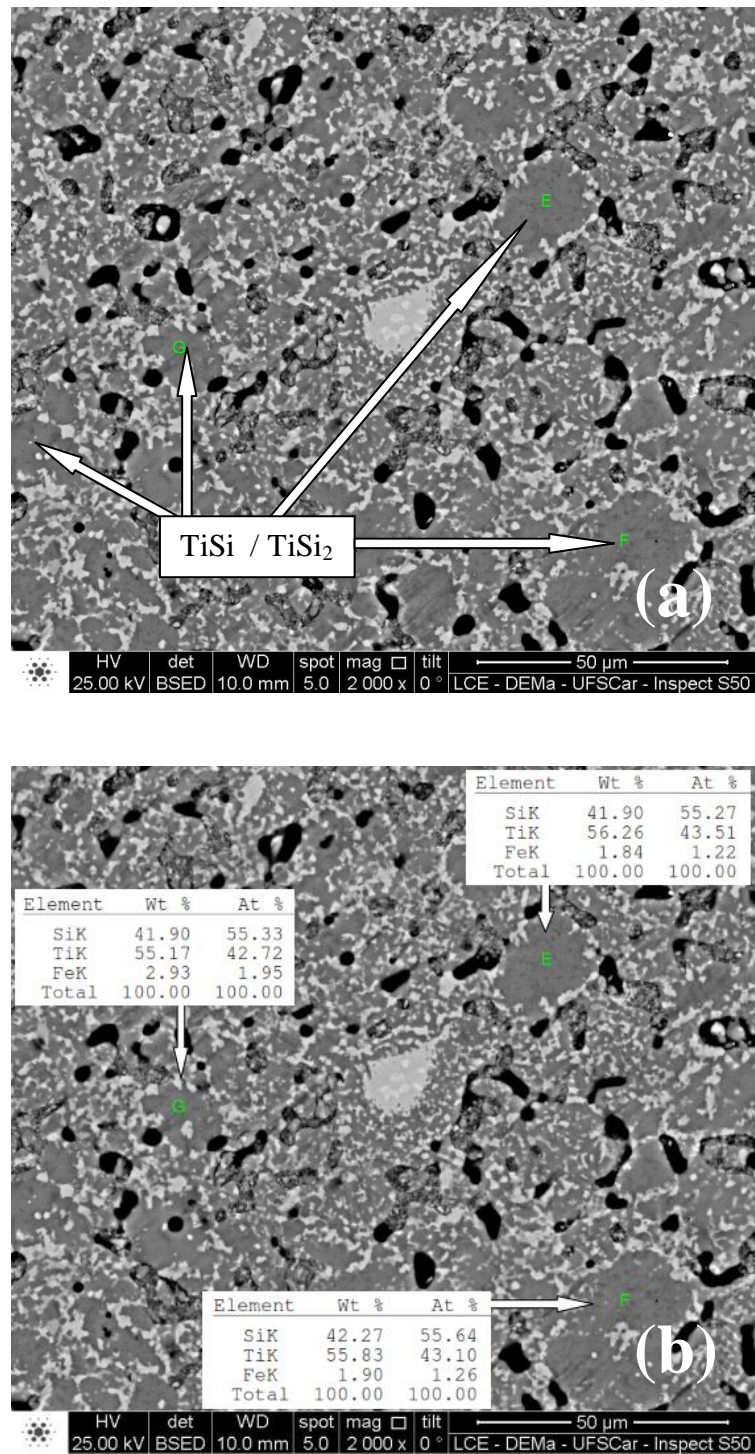 E
G
TiSi / TiSi₂
F
(a)
HV det WD spot mag □ tilt 50 µm
25.00 kV BSED 10.0 mm 5.0 2 000 x 0 ° LCE - DEMa - UFSCar - Inspect S50
Element Wt % At %
SiK 41.90 55.27
TiK 56.26 43.51
FeK 1.84 1.22
Total 100.00 100.00
Element Wt % At %
SiK 41.90 55.33
TiK 55.17 42.72
FeK 2.93 1.95
Total 100.00 100.00
E
G
Element Wt % At %
SiK 42.27 55.64
TiK 55.83 43.10
FeK 1.90 1.26
Total 100.00 100.00
F
(b)
HV det WD spot mag □ tilt 50 µm
25.00 kV BSED 10.0 mm 5.0 2 000 x 0 ° LCE - DEMa - UFSCar - Inspect S50